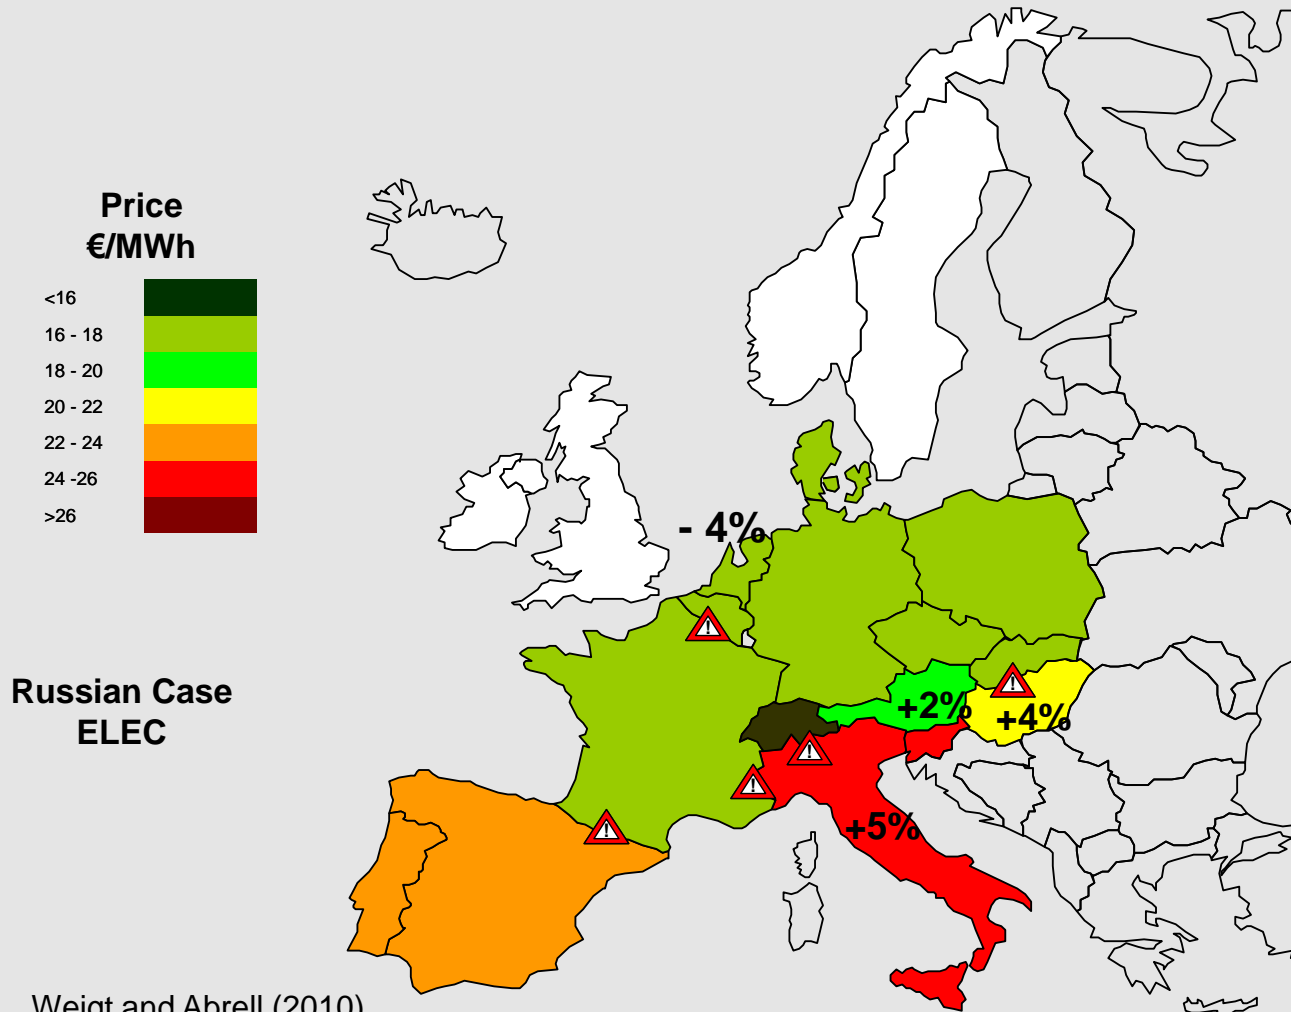 Price
€/MWh
<16
16 - 18
18 - 20
20 - 22
22 - 24
24 -26
>26
- 4%
+2%
+4%
+5%
Russian Case
ELEC
Weigt and Abrell (2010)
!
!
!
!
!